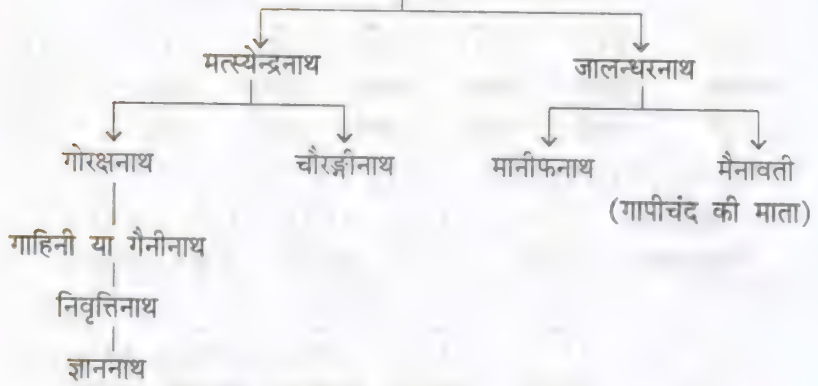 मत्स्येन्द्रनाथ जालन्धरनाथ
गोरक्षनाथ चौरङ्गीनाथ मानीफनाथ मैनावती
(गापीचंद की माता)
गाहिनी या गैनीनाथ
निवृत्तिनाथ
ज्ञाननाथ